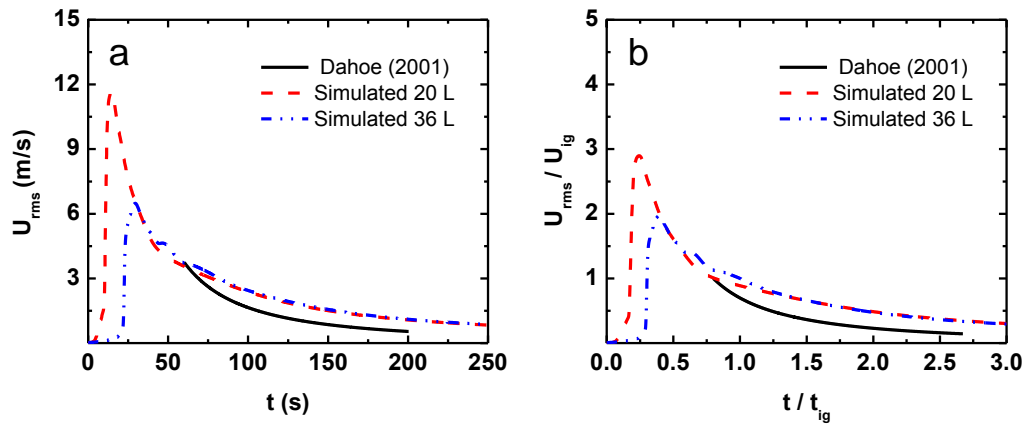 a
Dahoe (2001)
Simulated 20 L
Simulated 36 L
15
12
9
6
3
0
50
100
150
200
250
U_rms (m/s)
t (s)
b
Dahoe (2001)
Simulated 20 L
Simulated 36 L
5
4
3
2
1
0.0
0.5
1.0
1.5
2.0
2.5
3.0
U_rms / U_ig
t / t_ig